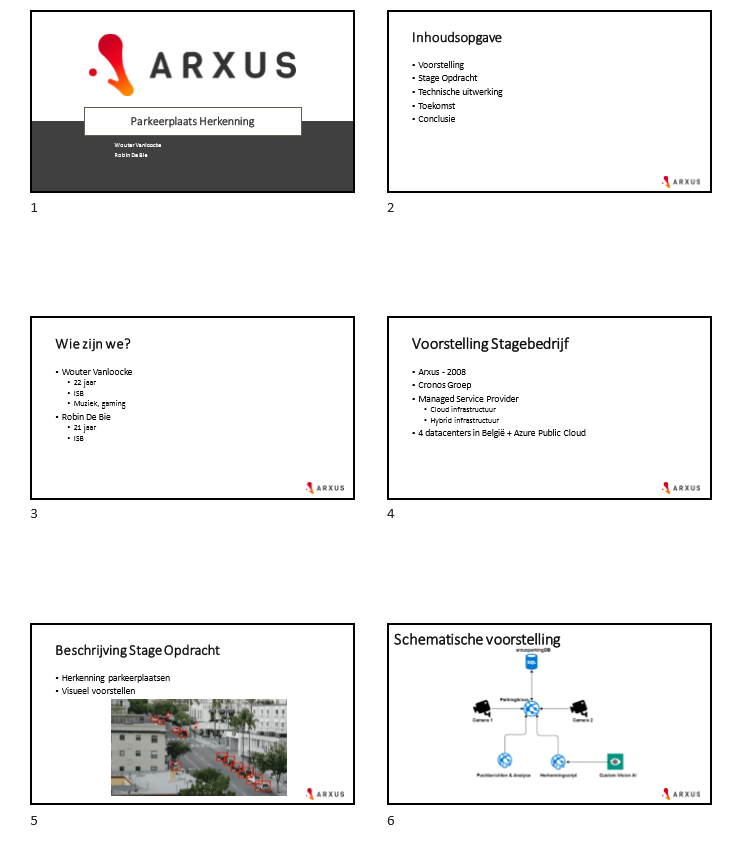 ARXUS
Parkeerplaats Herkenning
Wouter Vanloocke
Robin De Bie
1
Inhoudsopgave
• Voorstelling
• Stage Opdracht
• Technische uitwerking
• Toekomst
• Conclusie
ARXUS
2
Wie zijn we?
• Wouter Vanloocke
• 22 jaar
• ISB
• Muziek, gaming
• Robin De Bie
• 21 jaar
• ISB
ARXUS
3
Voorstelling Stagebedrijf
• Arxus - 2008
• Cronos Groep
• Managed Service Provider
• Cloud infrastructuur
• Hybrid infrastructuur
• 4 datacenters in België + Azure Public Cloud
ARXUS
4
Beschrijving Stage Opdracht
• Herkenning parkeerplaatsen
• Visueel voorstellen
ARXUS
5
Schematische voorstelling
arxusparkingDB
SQL
ParkingArxus
Camera 1
Camera 2
Pushberichten & Analyse
Herkenningscript
Custom Vision AI
ARXUS
6